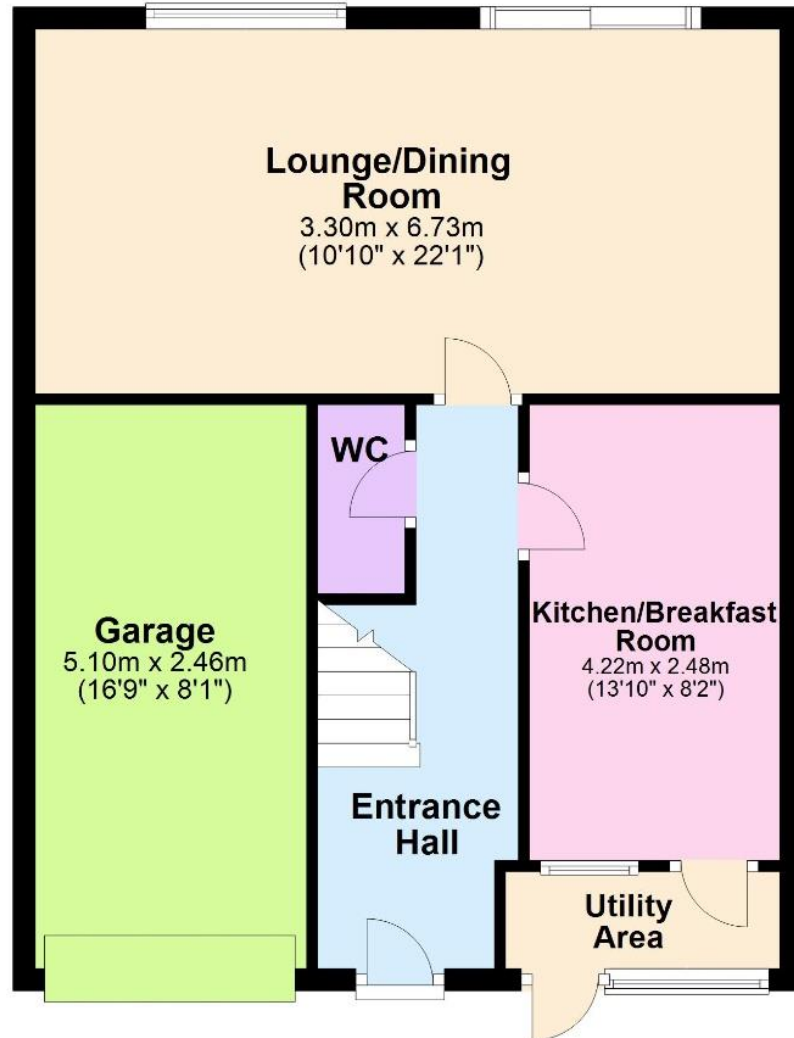 Lounge/Dining
Room
3.30m x 6.73m
(10'10" x 22'1")
WC
Garage
5.10m x 2.46m
(16'9" x 8'1")
Kitchen/Breakfast
Room
4.22m x 2.48m
(13'10" x 8'2")
Entrance
Hall
Utility
Area